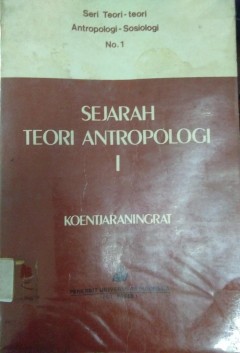 Seri Teori-teori
Antropologi-Sosiologi
No. 1
SEJARAH
TEORI ANTROPOLOGI
I
KOENTJARANINGRAT